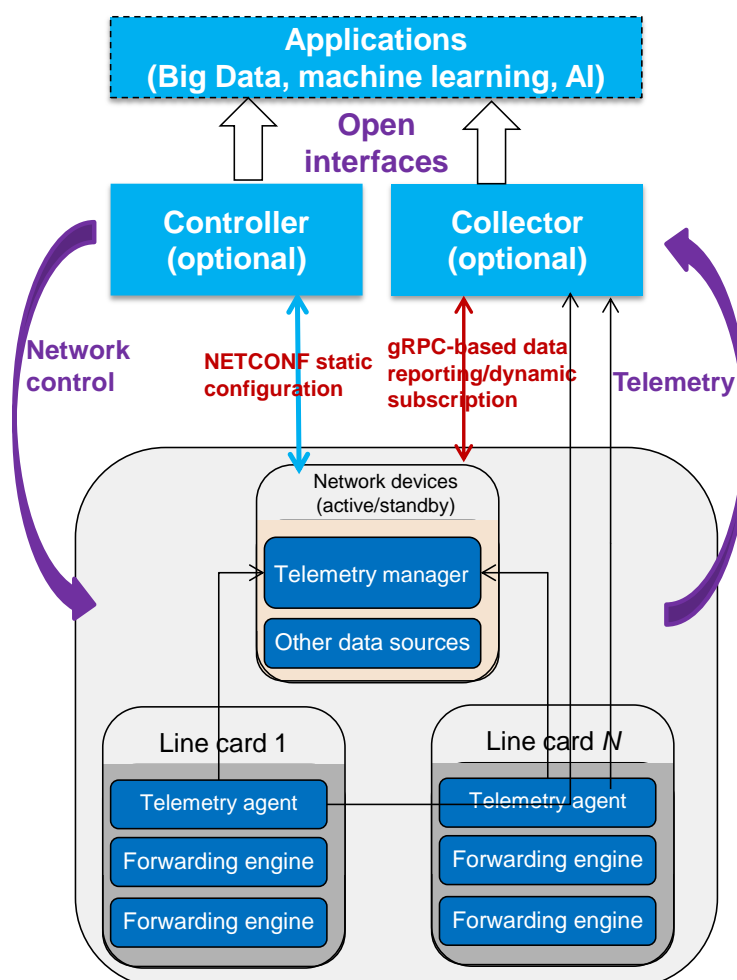 Applications
(Big Data, machine learning, AI)
Open
interfaces
Controller
(optional)
Collector
(optional)
Network
control
NETCONF static
configuration
gRPC-based data
reporting/dynamic
subscription
Telemetry
Network devices
(active/standby)
Telemetry manager
Other data sources
Line card 1
Telemetry agent
Forwarding engine
Forwarding engine
Line card N
Telemetry agent
Forwarding engine
Forwarding engine